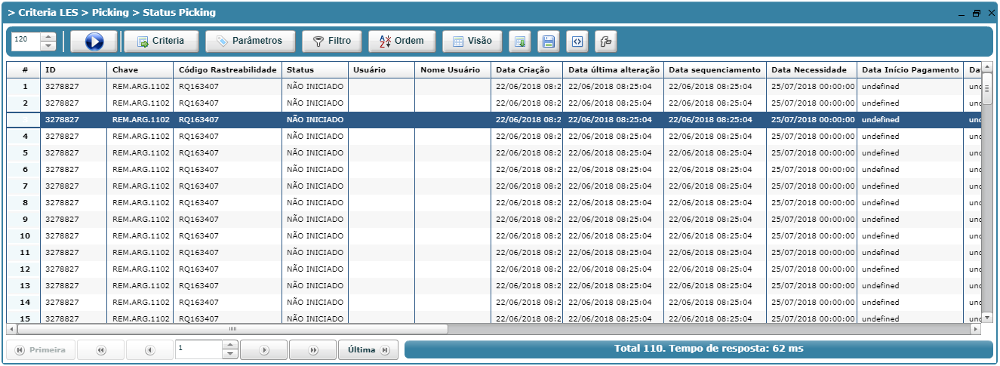 > Criteria LES > Picking > Status Picking
120 Criteria Parâmetros Filtro Ordem Visão
# ID Chave Código Rastreabilidade Status Usuário Nome Usuário Data Criação Data última alteração Data sequenciamento Data Necessidade Data Início Pagamento Da
1 3278827 REM.ARG.1102 RQ163407 NÃO INICIADO 22/06/2018 08:2 22/06/2018 08:25:04 22/06/2018 08:25:04 25/07/2018 00:00:00 undefined und
2 3278827 REM.ARG.1102 RQ163407 NÃO INICIADO 22/06/2018 08:2 22/06/2018 08:25:04 22/06/2018 08:25:04 25/07/2018 00:00:00 undefined und
3 3278827 REM.ARG.1102 RQ163407 NÃO INICIADO 22/06/2018 08:2 22/06/2018 08:25:04 22/06/2018 08:25:04 25/07/2018 00:00:00 undefined und
4 3278827 REM.ARG.1102 RQ163407 NÃO INICIADO 22/06/2018 08:2 22/06/2018 08:25:04 22/06/2018 08:25:04 25/07/2018 00:00:00 undefined und
5 3278827 REM.ARG.1102 RQ163407 NÃO INICIADO 22/06/2018 08:2 22/06/2018 08:25:04 22/06/2018 08:25:04 25/07/2018 00:00:00 undefined und
6 3278827 REM.ARG.1102 RQ163407 NÃO INICIADO 22/06/2018 08:2 22/06/2018 08:25:04 22/06/2018 08:25:04 25/07/2018 00:00:00 undefined und
7 3278827 REM.ARG.1102 RQ163407 NÃO INICIADO 22/06/2018 08:2 22/06/2018 08:25:04 22/06/2018 08:25:04 25/07/2018 00:00:00 undefined und
8 3278827 REM.ARG.1102 RQ163407 NÃO INICIADO 22/06/2018 08:2 22/06/2018 08:25:04 22/06/2018 08:25:04 25/07/2018 00:00:00 undefined und
9 3278827 REM.ARG.1102 RQ163407 NÃO INICIADO 22/06/2018 08:2 22/06/2018 08:25:04 22/06/2018 08:25:04 25/07/2018 00:00:00 undefined und
10 3278827 REM.ARG.1102 RQ163407 NÃO INICIADO 22/06/2018 08:2 22/06/2018 08:25:04 22/06/2018 08:25:04 25/07/2018 00:00:00 undefined und
11 3278827 REM.ARG.1102 RQ163407 NÃO INICIADO 22/06/2018 08:2 22/06/2018 08:25:04 22/06/2018 08:25:04 25/07/2018 00:00:00 undefined und
12 3278827 REM.ARG.1102 RQ163407 NÃO INICIADO 22/06/2018 08:2 22/06/2018 08:25:04 22/06/2018 08:25:04 25/07/2018 00:00:00 undefined und
13 3278827 REM.ARG.1102 RQ163407 NÃO INICIADO 22/06/2018 08:2 22/06/2018 08:25:04 22/06/2018 08:25:04 25/07/2018 00:00:00 undefined und
14 3278827 REM.ARG.1102 RQ163407 NÃO INICIADO 22/06/2018 08:2 22/06/2018 08:25:04 22/06/2018 08:25:04 25/07/2018 00:00:00 undefined und
15 3278827 REM.ARG.1102 RQ163407 NÃO INICIADO 22/06/2018 08:2 22/06/2018 08:25:04 22/06/2018 08:25:04 25/07/2018 00:00:00 undefined und
Primeira 1 Última Total 110. Tempo de resposta: 62 ms